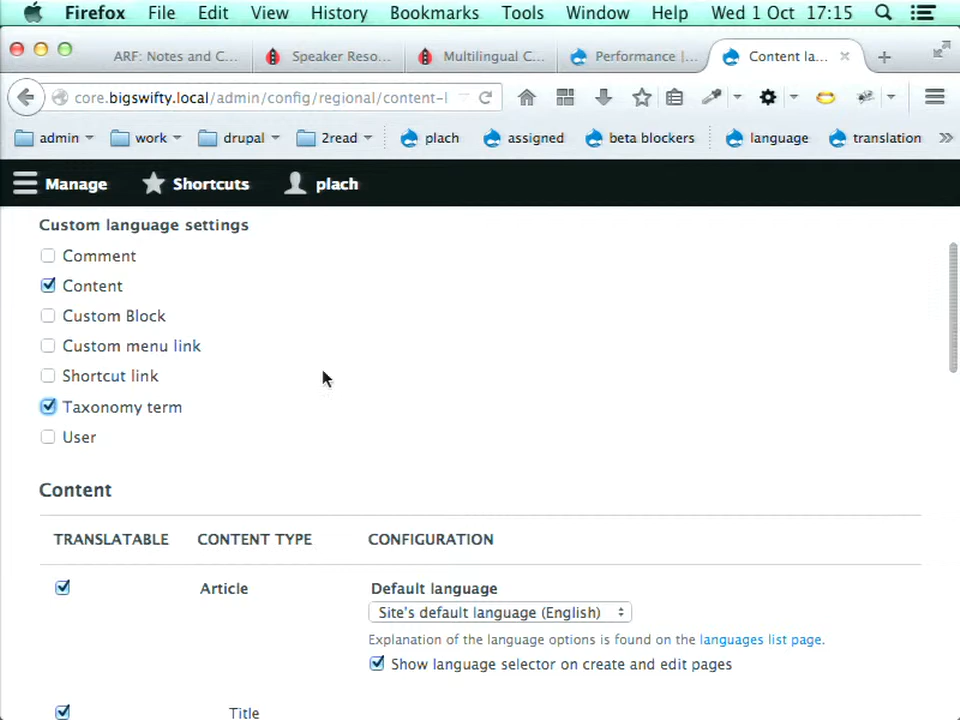 Firefox File Edit View History Bookmarks Tools Window Help Wed 1 Oct 17:15
ARF: Notes and C... Speaker Reso... Multilingual C... Performance |... Content la...
core.bigswifty.local/admin/config/regional/content-l
admin work drupal 2read plach assigned beta blockers language translation
Manage Shortcuts plach
Custom language settings
Comment
Content
Custom Block
Custom menu link
Shortcut link
Taxonomy term
User
Content
TRANSLATABLE CONTENT TYPE CONFIGURATION
Article Default language
Site's default language (English)
Explanation of the language options is found on the languages list page.
Show language selector on create and edit pages
Title